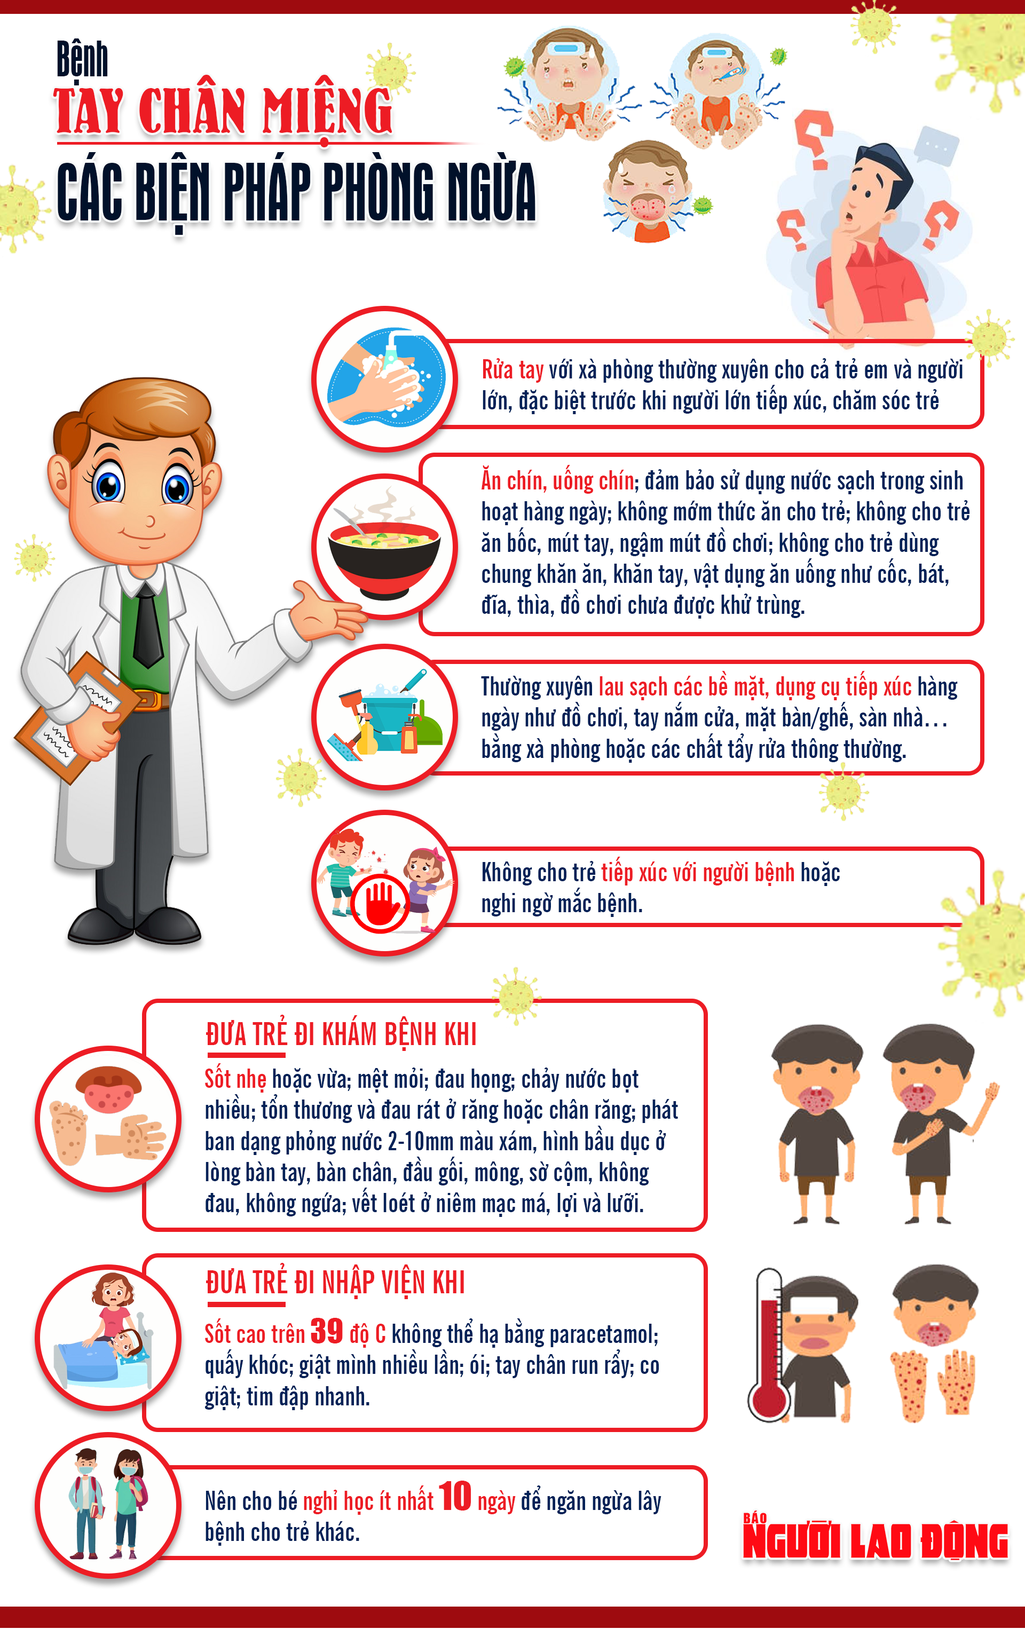 Bệnh
TAY CHÂN MIỆNG
CÁC BIỆN PHÁP PHÒNG NGỪA
Rửa tay với xà phòng thường xuyên cho cả trẻ em và người
lớn, đặc biệt trước khi người lớn tiếp xúc, chăm sóc trẻ
Ăn chín, uống chín; đảm bảo sử dụng nước sạch trong sinh
hoạt hàng ngày; không mớm thức ăn cho trẻ; không cho trẻ
ăn bốc, mút tay, ngậm mút đồ chơi; không cho trẻ dùng
chung khăn ăn, khăn tay, vật dụng ăn uống như cốc, bát,
đĩa, thìa, đồ chơi chưa được khử trùng.
Thường xuyên lau sạch các bề mặt, dụng cụ tiếp xúc hàng
ngày như đồ chơi, tay nắm cửa, mặt bàn/ghế, sàn nhà...
bằng xà phòng hoặc các chất tẩy rửa thông thường.
Không cho trẻ tiếp xúc với người bệnh hoặc
nghi ngờ mắc bệnh.
ĐƯA TRẺ ĐI KHÁM BỆNH KHI
Sốt nhẹ hoặc vừa; mệt mỏi; đau họng; chảy nước bọt
nhiều; tổn thương và đau rát ở răng hoặc chân răng; phát
ban dạng phỏng nước 2-10mm màu xám, hình bầu dục ở
lòng bàn tay, bàn chân, đầu gối, mông, sờ cộm, không
đau, không ngứa; vết loét ở niêm mạc má, lợi và lưỡi.
ĐƯA TRẺ ĐI NHẬP VIỆN KHI
Sốt cao trên 39 độ C không thể hạ bằng paracetamol;
quấy khóc; giật mình nhiều lần; ói; tay chân run rẩy; co
giật; tim đập nhanh.
Nên cho bé nghỉ học ít nhất 10 ngày để ngăn ngừa lây
bệnh cho trẻ khác.
BÁO
NGƯỜI LAO ĐỘNG